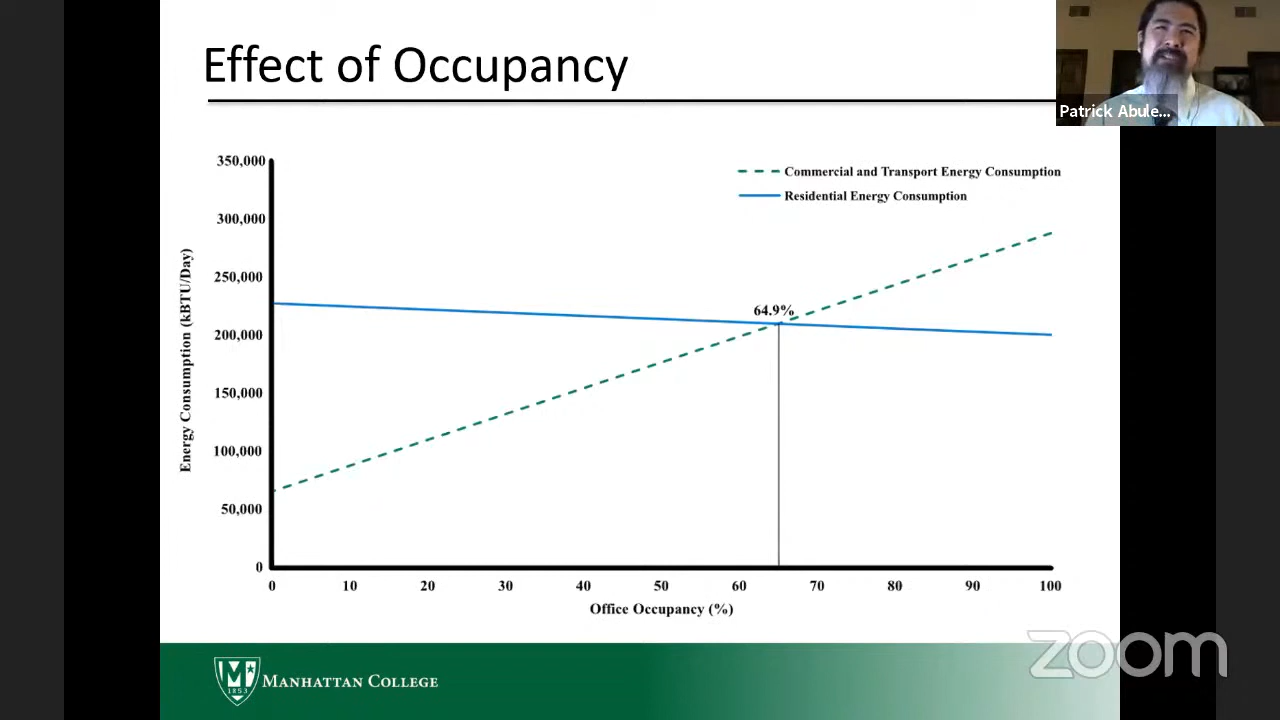 Effect of Occupancy
Patrick Abule...
350,000
300,000
250,000
200,000
150,000
100,000
50,000
0
Energy Consumption (kBTU/Day)
Commercial and Transport Energy Consumption
Residential Energy Consumption
64.9%
0 10 20 30 40 50 60 70 80 90 100
Office Occupancy (%)
M
1853
MANHATTAN COLLEGE
zoom